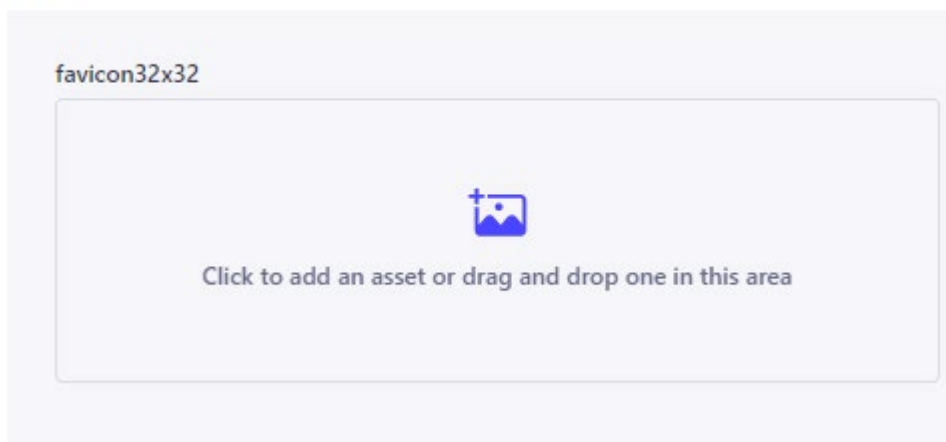 favicon32x32
Click to add an asset or drag and drop one in this area